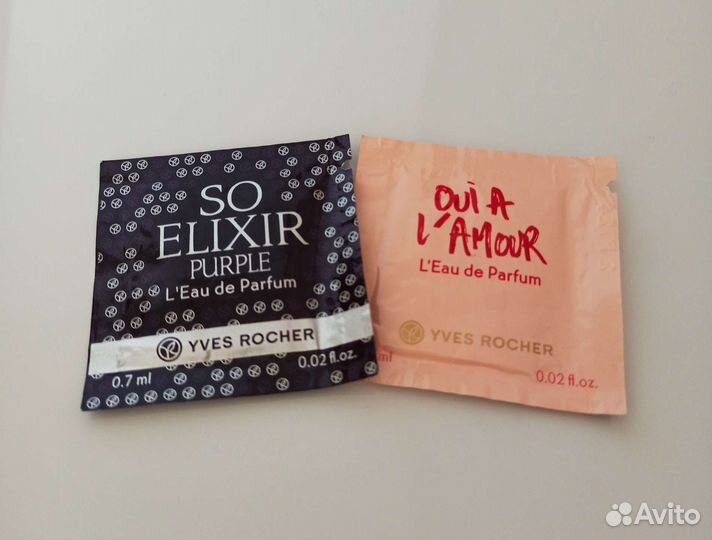 SO
ELIXIR
PURPLE
L'Eau de Parfum
YVES ROCHER
0.7 ml
0.02 fl.oz.
OUI A
L'AMOUR
L'Eau de Parfum
YVES ROCHER
ml
0.02 fl.oz.
Avito